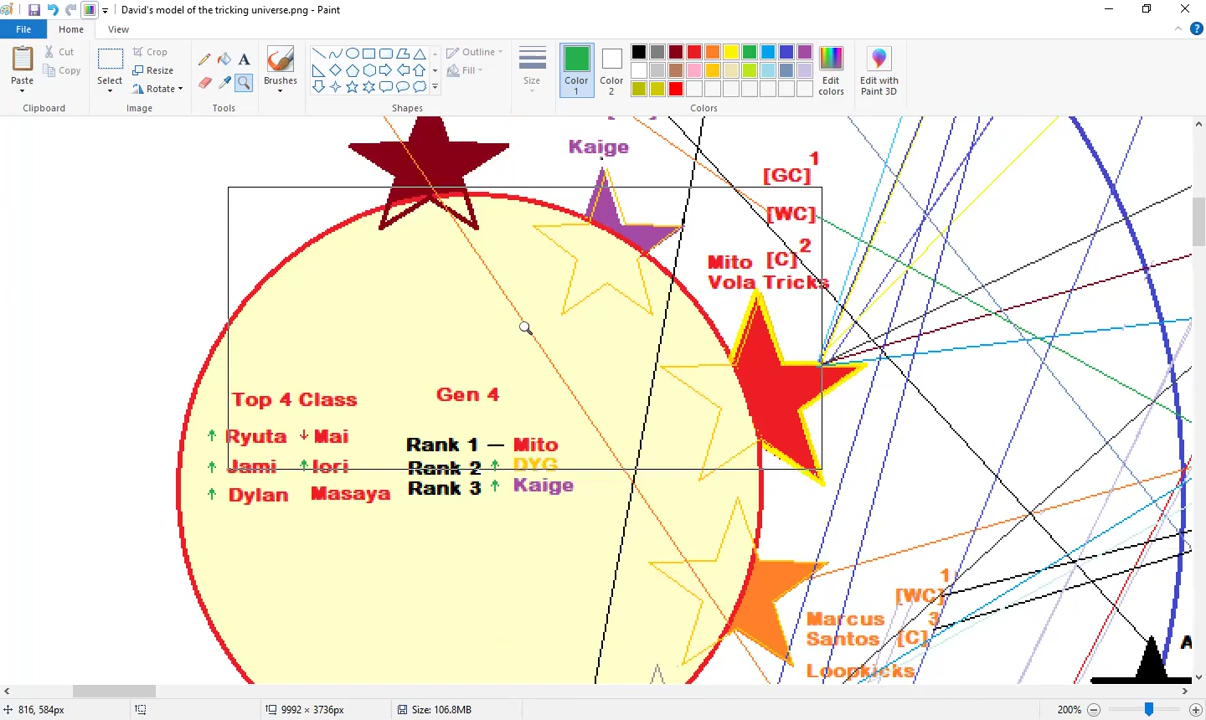 David's model of the tricking universe.png - Paint
File
Home
View
Paste
Cut
Copy
Clipboard
Select
Crop
Resize
Rotate
Image
A
Tools
Brushes
Outline
Fill
Shapes
Size
Color
1
Color
2
Edit
colors
Edit with
Paint 3D
Colors
Kaige
1
[GC]
[WC]
2
Mito [C]
Vola Tricks
Top 4 Class
Gen 4
Ryuta Mai
Jami Iori
Dylan Masaya
Rank 1 — Mito
Rank 2 DYG
Rank 3 Kaige
1
[WC]
Marcus 3
Santos [C]
Loopkicks
A
816, 584px
9992 × 3736px
Size: 106.8MB
200%